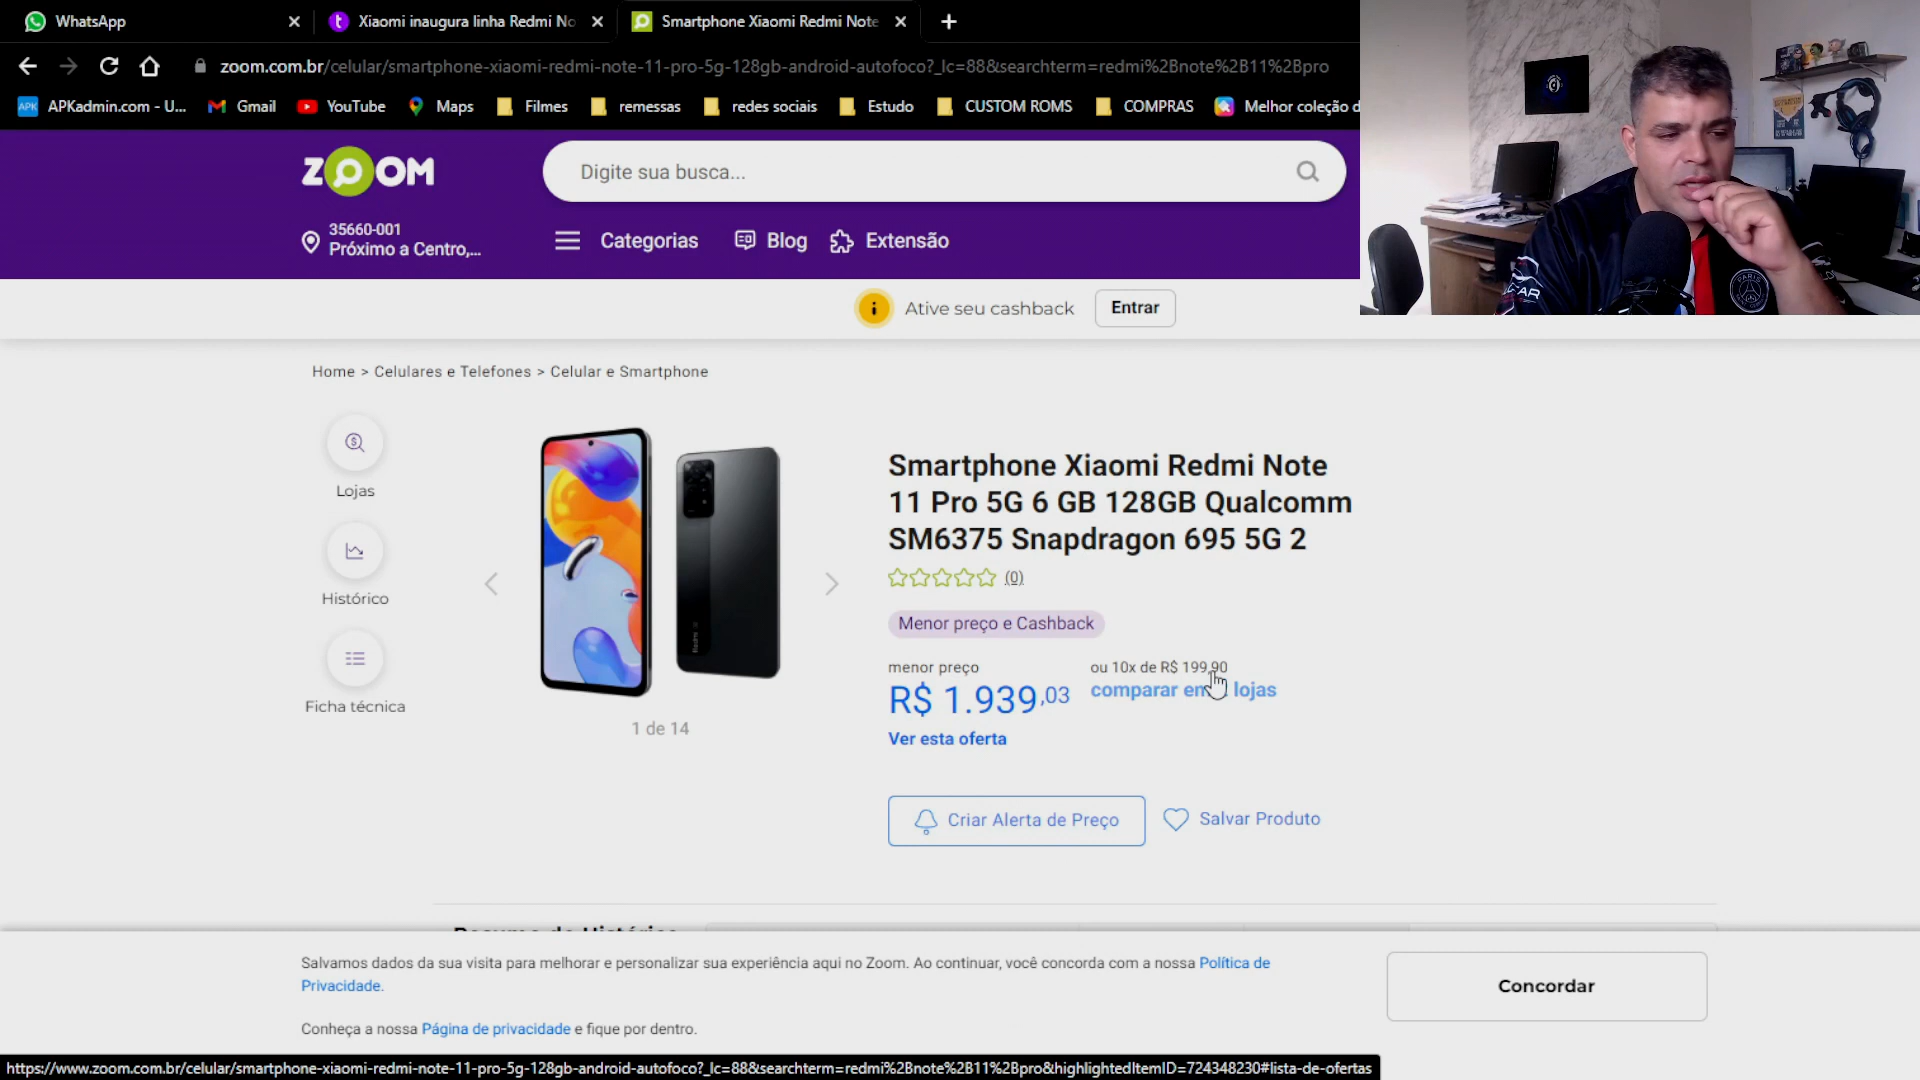 WhatsApp
Xiaomi inaugura linha Redmi No
Smartphone Xiaomi Redmi Note
zoom.com.br/celular/smartphone-xiaomi-redmi-note-11-pro-5g-128gb-android-autofoco?_lc=88&searchterm=redmi%2Bnote%2B11%2Bpro
APK
APKadmin.com - U...
Gmail
YouTube
Maps
Filmes
remessas
redes sociais
Estudo
CUSTOM ROMS
COMPRAS
Melhor coleção d
ZOOM
Digite sua busca...
35660-001
Próximo a Centro,...
Categorias
Blog
Extensão
Ative seu cashback
Entrar
Home > Celulares e Telefones > Celular e Smartphone
Lojas
Histórico
Ficha técnica
1 de 14
Smartphone Xiaomi Redmi Note
11 Pro 5G 6 GB 128GB Qualcomm
SM6375 Snapdragon 695 5G 2
(0)
Menor preço e Cashback
menor preço
R$ 1.939,03
ou 10x de R$ 199,90
comparar em lojas
Ver esta oferta
Criar Alerta de Preço
Salvar Produto
Salvamos dados da sua visita para melhorar e personalizar sua experiência aqui no Zoom. Ao continuar, você concorda com a nossa Política de
Privacidade.
Conheça a nossa Página de privacidade e fique por dentro.
Concordar
https://www.zoom.com.br/celular/smartphone-xiaomi-redmi-note-11-pro-5g-128gb-android-autofoco?_lc=88&searchterm=redmi%2Bnote%2B11%2Bpro&highlightedItemID=724348230#lista-de-ofertas